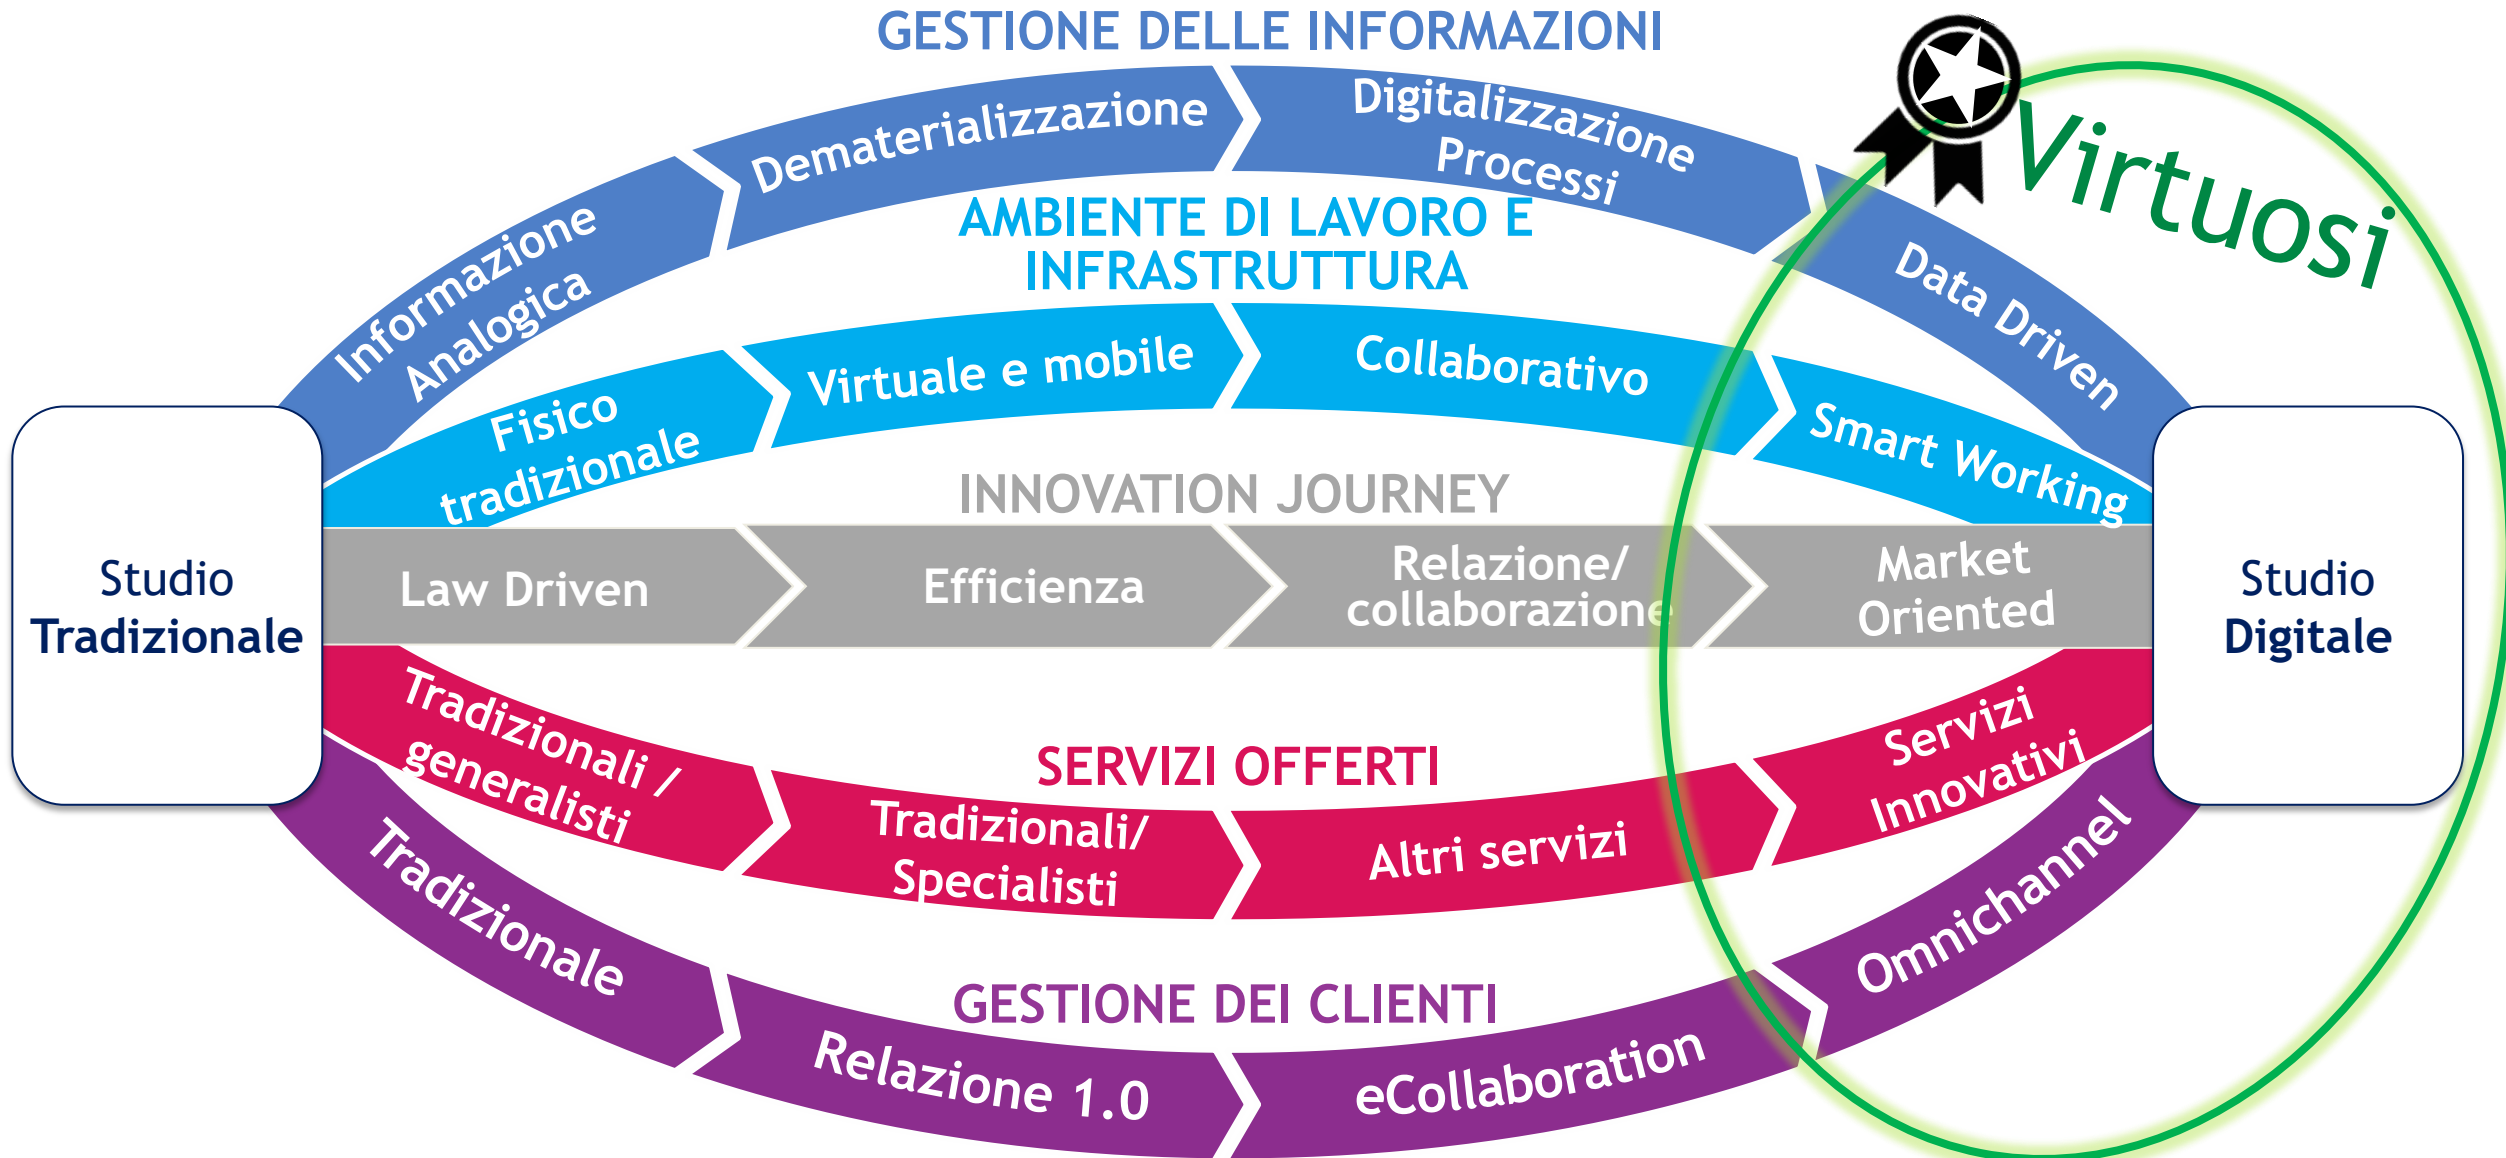 GESTIONE DELLE INFORMAZIONI
Informazione
Analogica
Dematerializzazione
Digitalizzazione
Processi
Data Driven
Virtuosi
AMBIENTE DI LAVORO E
INFRASTRUTTURA
Fisico
tradizionale
Virtuale e mobile
Collaborativo
Smart Working
INNOVATION JOURNEY
Studio
Tradizionale
Law Driven
Efficienza
Relazione/
collaborazione
Market
Oriented
Studio
Digitale
SERVIZI OFFERTI
Tradizionali /
generalisti
Tradizionali/
Specialisti
Altri servizi
Servizi
Innovativi
GESTIONE DEI CLIENTI
Tradizionale
Relazione 1.0
eCollaboration
Omnichannel